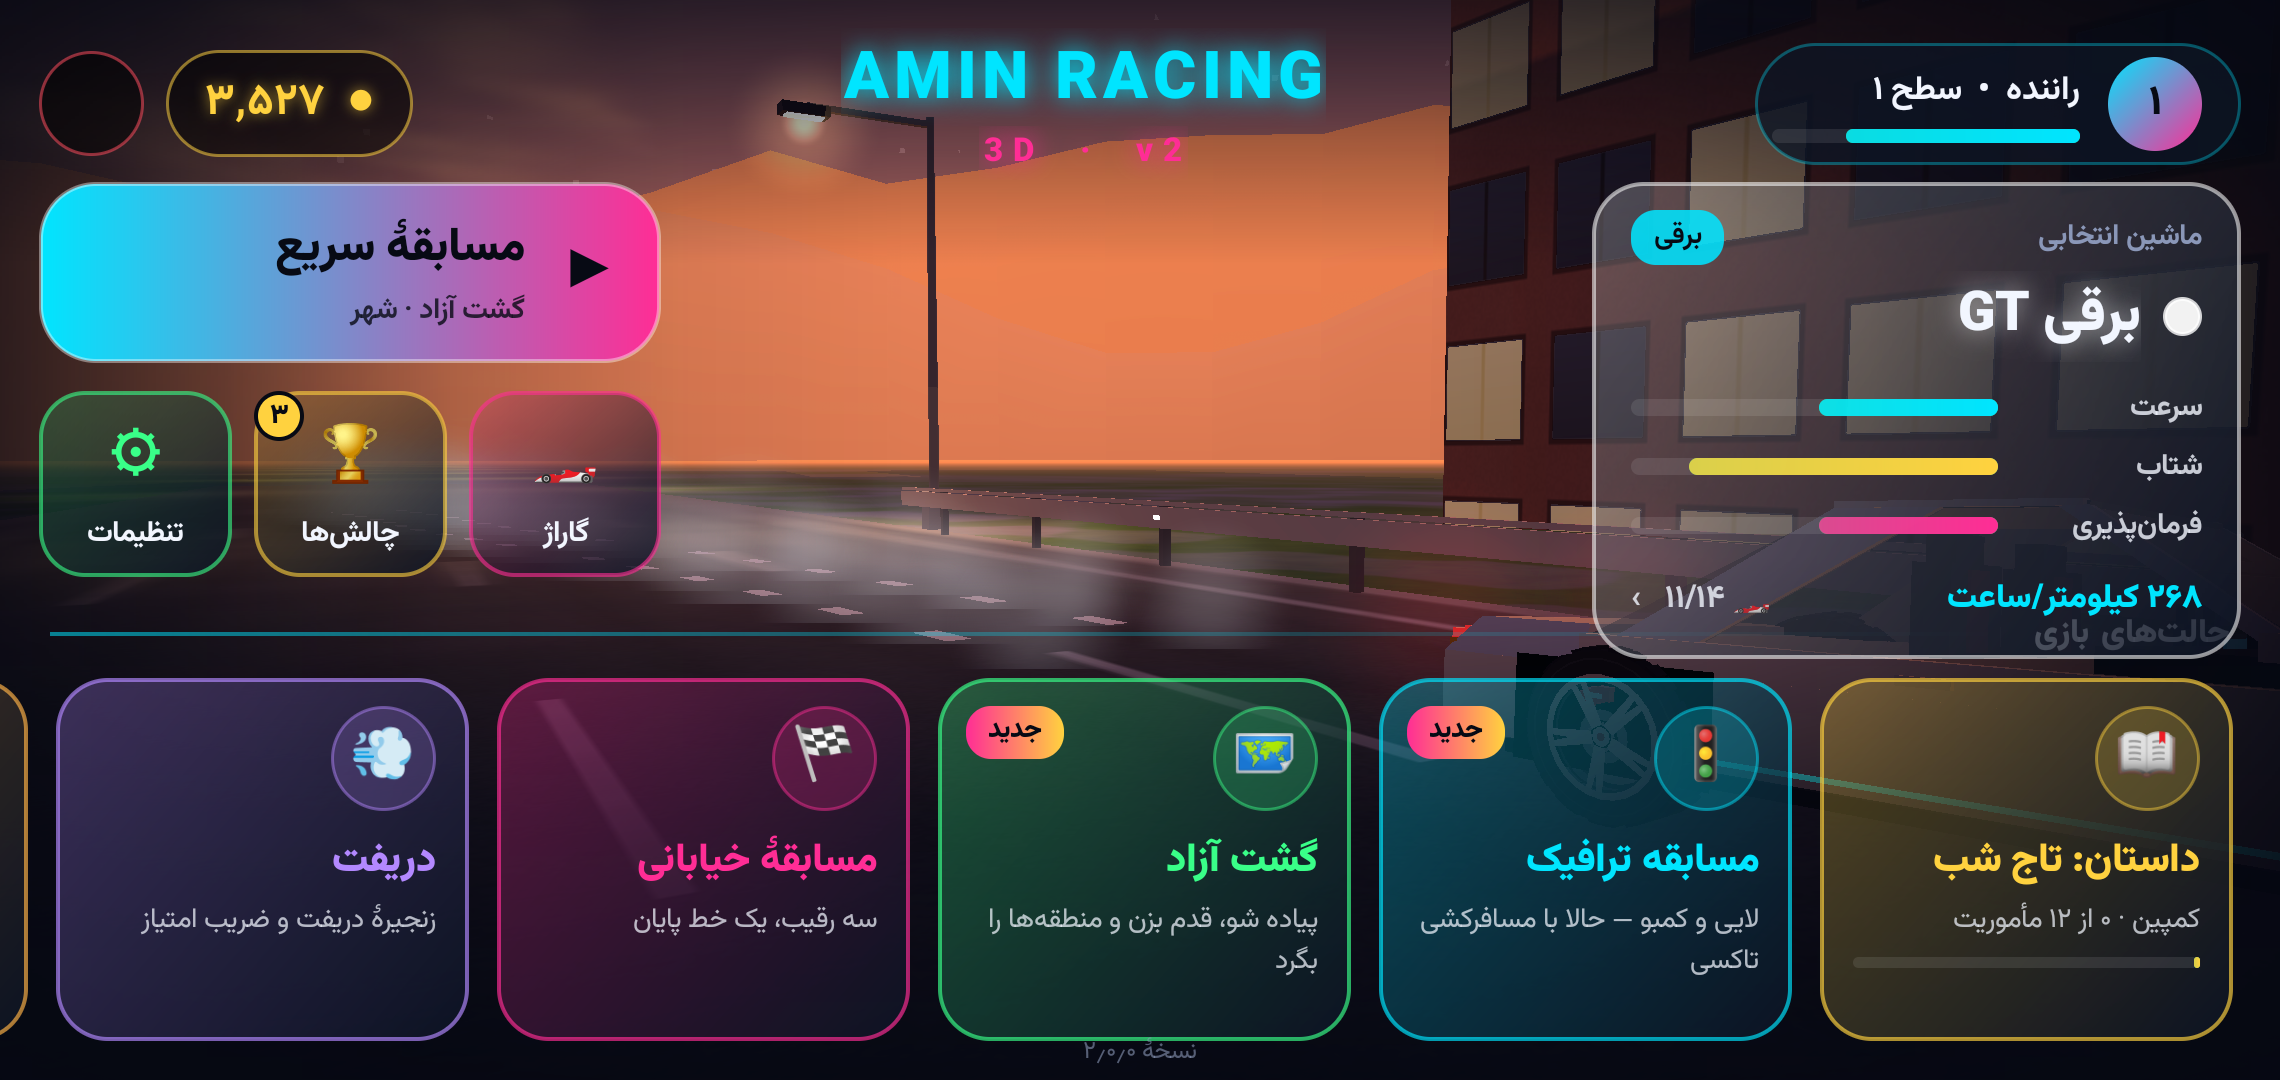 AMIN RACING
3D · v2
۱
راننده • سطح ۱
۳,۵۲۷
مسابقهٔ سریع
گشت آزاد · شهر
ماشین انتخابی
برقی
برقی GT
سرعت
شتاب
فرمان‌پذیری
۲۶۸ کیلومتر/ساعت
۱۱/۱۴ ‹
گاراژ
چالش‌ها
۳
تنظیمات
حالت‌های بازی
داستان: تاج شب
کمپین · ۰ از ۱۲ مأموریت
جدید
مسابقه ترافیک
لایی و کمبو — حالا با مسافرکشی
تاکسی
جدید
گشت آزاد
پیاده شو، قدم بزن و منطقه‌ها را
بگرد
مسابقهٔ خیابانی
سه رقیب، یک خط پایان
دریفت
زنجیرهٔ دریفت و ضریب امتیاز
نسخهٔ ۲٫۰٫۰